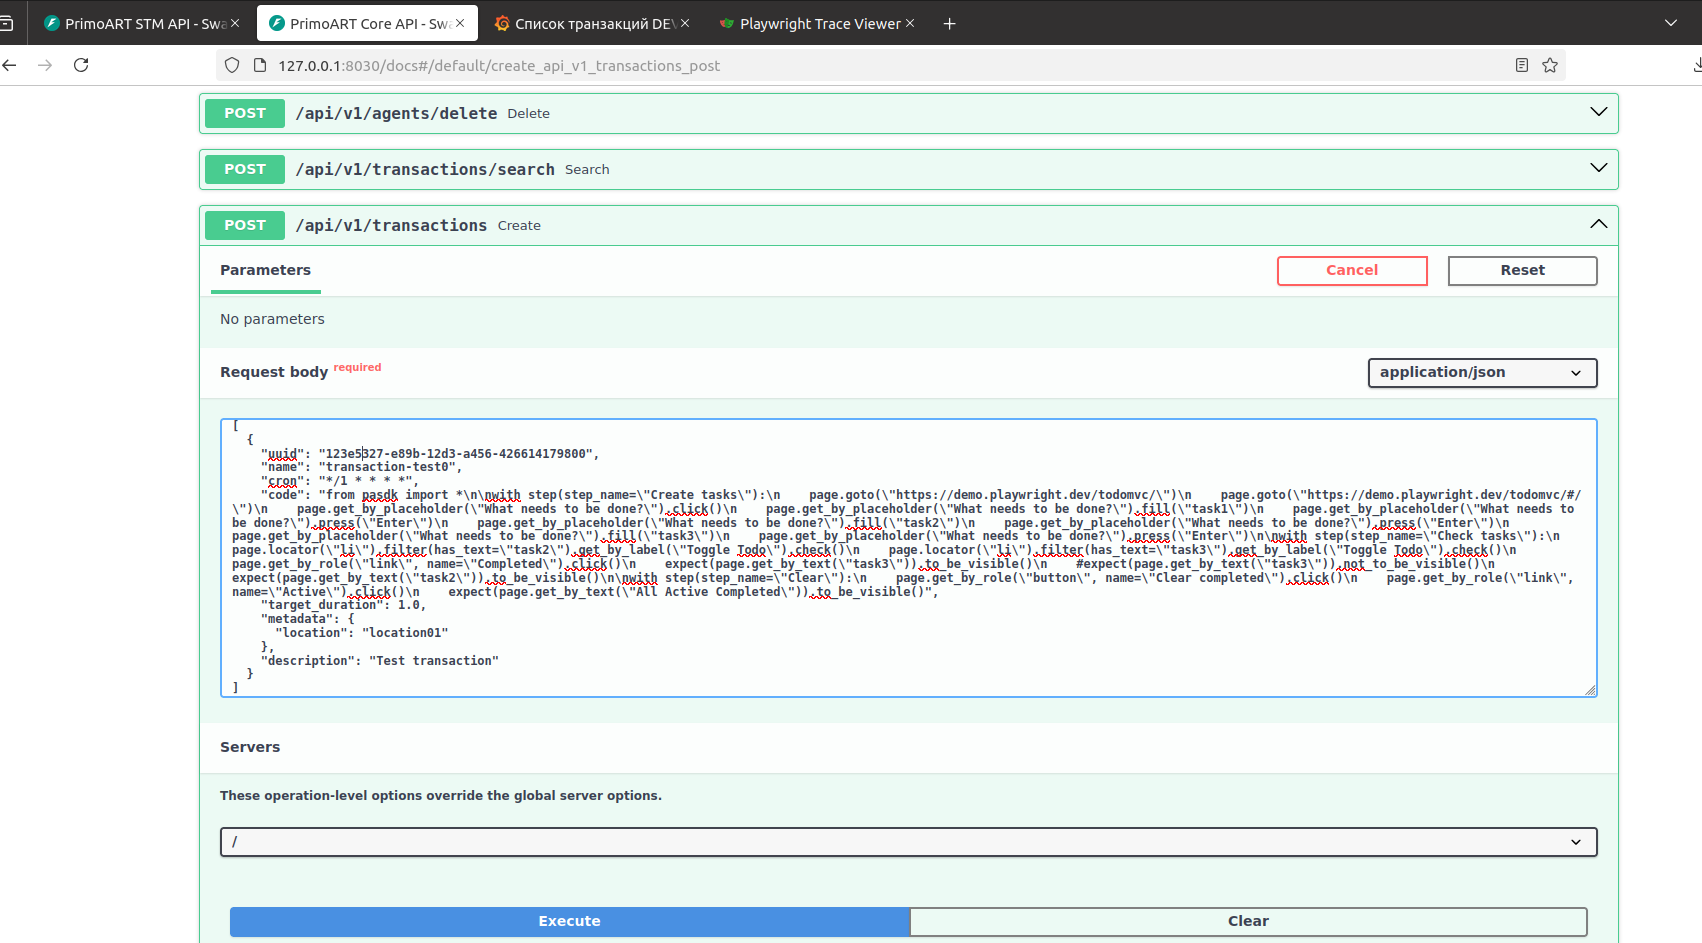 PrimoART STM API - Swa
PrimoART Core API - Swa
Список транзакций DEV
Playwright Trace Viewer
127.0.0.1:8030/docs#/default/create_api_v1_transactions_post
POST /api/v1/agents/delete Delete
POST /api/v1/transactions/search Search
POST /api/v1/transactions Create
Parameters
Cancel
Reset
No parameters
Request body required
application/json
[
  {
    "uuid": "123e5327-e89b-12d3-a456-426614179800",
    "name": "transaction-test0",
    "cron": "*/1 * * * *",
    "code": "from pasdk import *\n\nwith step(step_name=\"Create tasks\"):\n    page.goto(\"https://demo.playwright.dev/todomvc/\")\n    page.goto(\"https://demo.playwright.dev/todomvc/#/
\")\n    page.get_by_placeholder(\"What needs to be done?\").click()\n    page.get_by_placeholder(\"What needs to be done?\").fill(\"task1\")\n    page.get_by_placeholder(\"What needs to
be done?\").press(\"Enter\")\n    page.get_by_placeholder(\"What needs to be done?\").fill(\"task2\")\n    page.get_by_placeholder(\"What needs to be done?\").press(\"Enter\")\n
page.get_by_placeholder(\"What needs to be done?\").fill(\"task3\")\n    page.get_by_placeholder(\"What needs to be done?\").press(\"Enter\")\n\nwith step(step_name=\"Check tasks\"):\n
page.locator(\"li\").filter(has_text=\"task2\").get_by_label(\"Toggle Todo\").check()\n    page.locator(\"li\").filter(has_text=\"task3\").get_by_label(\"Toggle Todo\").check()\n
page.get_by_role(\"link\", name=\"Completed\").click()\n    expect(page.get_by_text(\"task3\")).to_be_visible()\n    #expect(page.get_by_text(\"task3\")).not_to_be_visible()\n
expect(page.get_by_text(\"task2\")).to_be_visible()\n\nwith step(step_name=\"Clear\"):\n    page.get_by_role(\"button\", name=\"Clear completed\").click()\n    page.get_by_role(\"link\",
name=\"Active\").click()\n    expect(page.get_by_text(\"All Active Completed\")).to_be_visible()",
    "target_duration": 1.0,
    "metadata": {
      "location": "location01"
    },
    "description": "Test transaction"
  }
]
Servers
These operation-level options override the global server options.
/
Execute
Clear